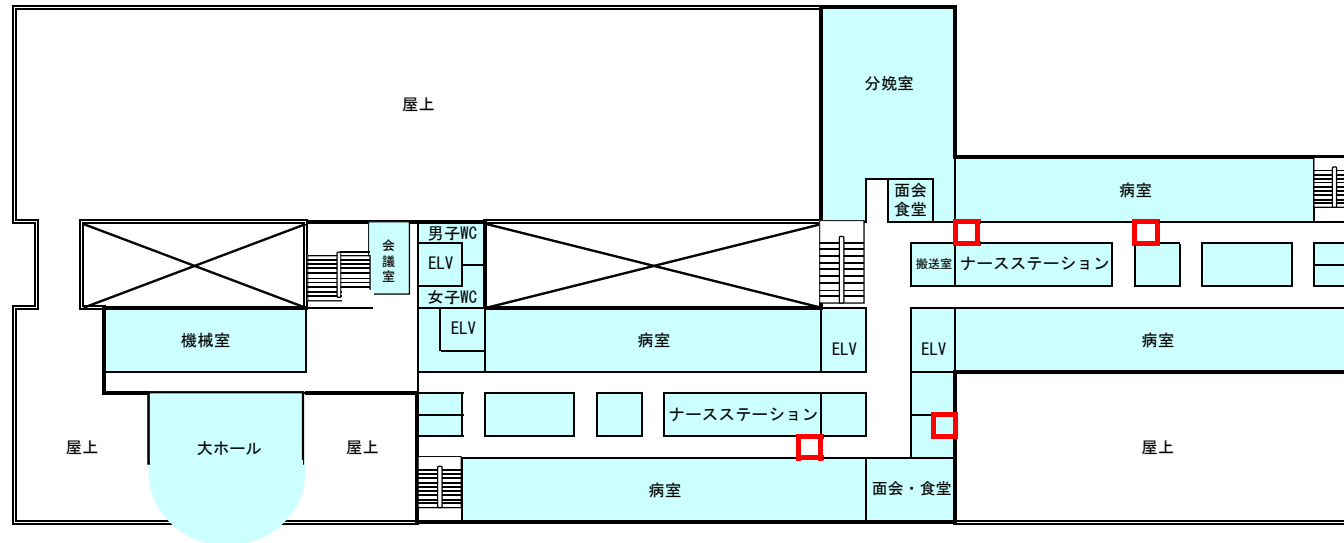 分娩室
屋上
面会
食堂
病室
男子WC
会
議
室
ELV
搬送室
ナースステーション
女子WC
ELV
機械室
病室
ELV
ELV
病室
ナースステーション
屋上
大ホール
屋上
屋上
病室
面会・食堂